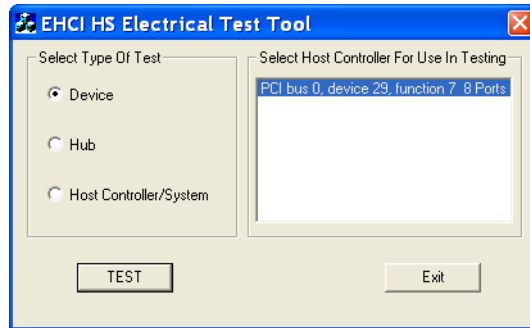 EHCI HS Electrical Test Tool
Select Type Of Test
Device
Hub
Host Controller/System
Select Host Controller For Use In Testing
PCI bus 0, device 29, function 7 8 Ports
TEST
Exit